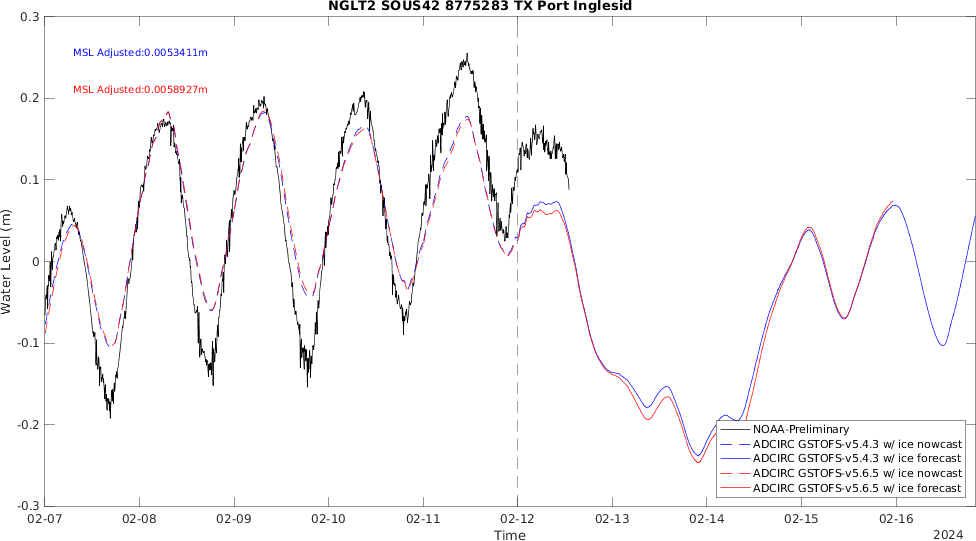 NGLT2 SOUS42 8775283 TX Port Inglesid
MSL Adjusted:0.0053411m
MSL Adjusted:0.0058927m
Water Level (m)
0.3
0.2
0.1
0
-0.1
-0.2
-0.3
NOAA-Preliminary
ADCIRC GSTOFS-v5.4.3 w/ ice nowcast
ADCIRC GSTOFS-v5.4.3 w/ ice forecast
ADCIRC GSTOFS-v5.6.5 w/ ice nowcast
ADCIRC GSTOFS-v5.6.5 w/ ice forecast
02-07 02-08 02-09 02-10 02-11 02-12 02-13 02-14 02-15 02-16
Time
2024